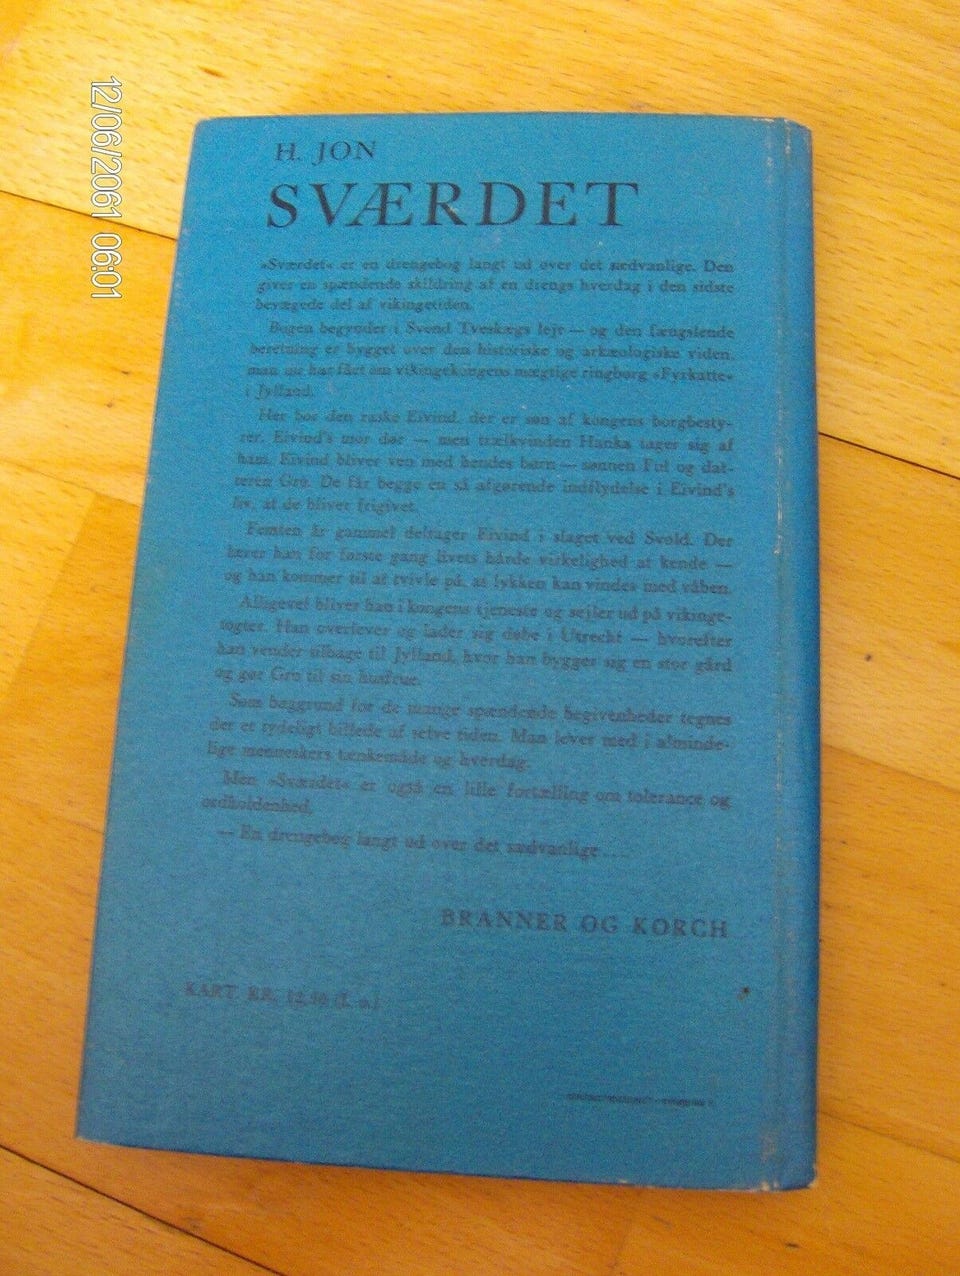 12/06/2061 06:01
H. JON
SVÆRDET
»Sværdet« er en drengebog langt ud over det sædvanlige. Den
giver en spændende skildring af en drengs hverdag i den sidste
bevægede del af vikingetiden.
Bogen begynder i Svend Tveskægs lejr — og den fængslende
beretning er bygget over den historiske og arkæologiske viden,
man nu har fået om vikingekongens mægtige ringborg »Fyrkatte«
i Jylland.
Her bor den raske Eivind, der er søn af kongens borgbesty-
rer. Eivind's mor dør — men trælkvinden Hanka tager sig af
ham. Eivind bliver ven med hendes børn — sønnen Ful og dat-
teren Gro. De får begge en så afgørende indflydelse i Eivind's
liv, at de bliver frigivet.
Femten år gammel deltager Eivind i slaget ved Svold. Der
lærer han for første gang livets hårde virkelighed at kende —
og han kommer til at tvivle på, at lykken kan vindes med våben.
Alligevel bliver han i kongens tjeneste og sejler ud på vikinge-
togter. Han overlever og lader sig døbe i Utrecht — hvorefter
han vender tilbage til Jylland, hvor han bygger sig en stor gård
og gør Gro til sin husfrue.
Som baggrund for de mange spændende begivenheder tegnes
der et tydeligt billede af selve tiden. Man lever med i alminde-
lige menneskers tænkemåde og hverdag.
Men »Sværdet« er også en lille fortælling om tolerance og
ordholdenhed.
— En drengebog langt ud over det sædvanlige....
BRANNER OG KORCH
KART. KR. 12,50 (I. o.)